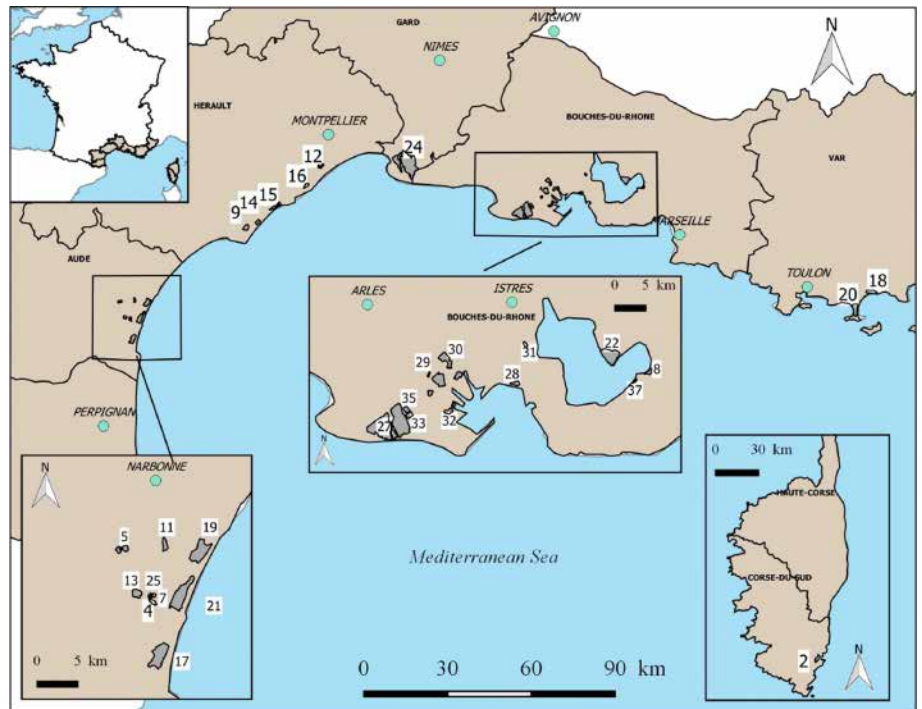 AVIGNON
GARD
NIMES
N
HERAULT
BOUCHES-DU-RHONE
MONTPELLIER
12
24
VAR
16
15
14
9
MARSEILLE
AUDE
TOULON
20
18
PERPIGNAN
0 5 km
ARLES
ISTRES
BOUCHES-DU-RHONE
30
31
22
29
28
8
35
37
27
33
32
N
N
NARBONNE
5
11
19
13
25
7
4
21
17
0 5 km
Mediterranean Sea
0 30 60 90 km
0 30 km
HAUTE-CORSE
CORSE-DU-SUD
2
N